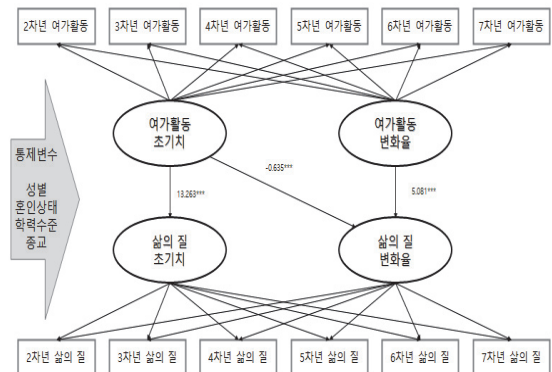 2차년 여가활동 3차년 여가활동 4차년 여가활동 5차년 여가활동 6차년 여가활동 7차년 여가활동
여가활동 여가활동
초기치 변화율
통제변수
-0.635***
성별
13.263*** 5.081***
혼인상태
학력수준
종교
삶의 질 삶의 질
초기치 변화율
2차년 삶의 질 3차년 삶의 질 4차년 삶의 질 5차년 삶의 질 6차년 삶의 질 7차년 삶의 질